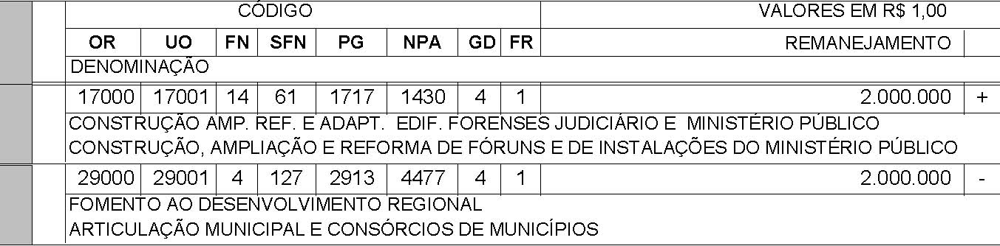 CÓDIGO VALORES EM R$ 1,00
OR UO FN SFN PG NPA GD FR REMANEJAMENTO
DENOMINAÇÃO
17000 17001 14 61 1717 1430 4 1 2.000.000 +
CONSTRUÇÃO AMP. REF. E ADAPT. EDIF. FORENSES JUDICIÁRIO E MINISTÉRIO PÚBLICO
CONSTRUÇÃO, AMPLIAÇÃO E REFORMA DE FÓRUNS E DE INSTALAÇÕES DO MINISTÉRIO PÚBLICO
29000 29001 4 127 2913 4477 4 1 2.000.000 -
FOMENTO AO DESENVOLVIMENTO REGIONAL
ARTICULAÇÃO MUNICIPAL E CONSÓRCIOS DE MUNICÍPIOS